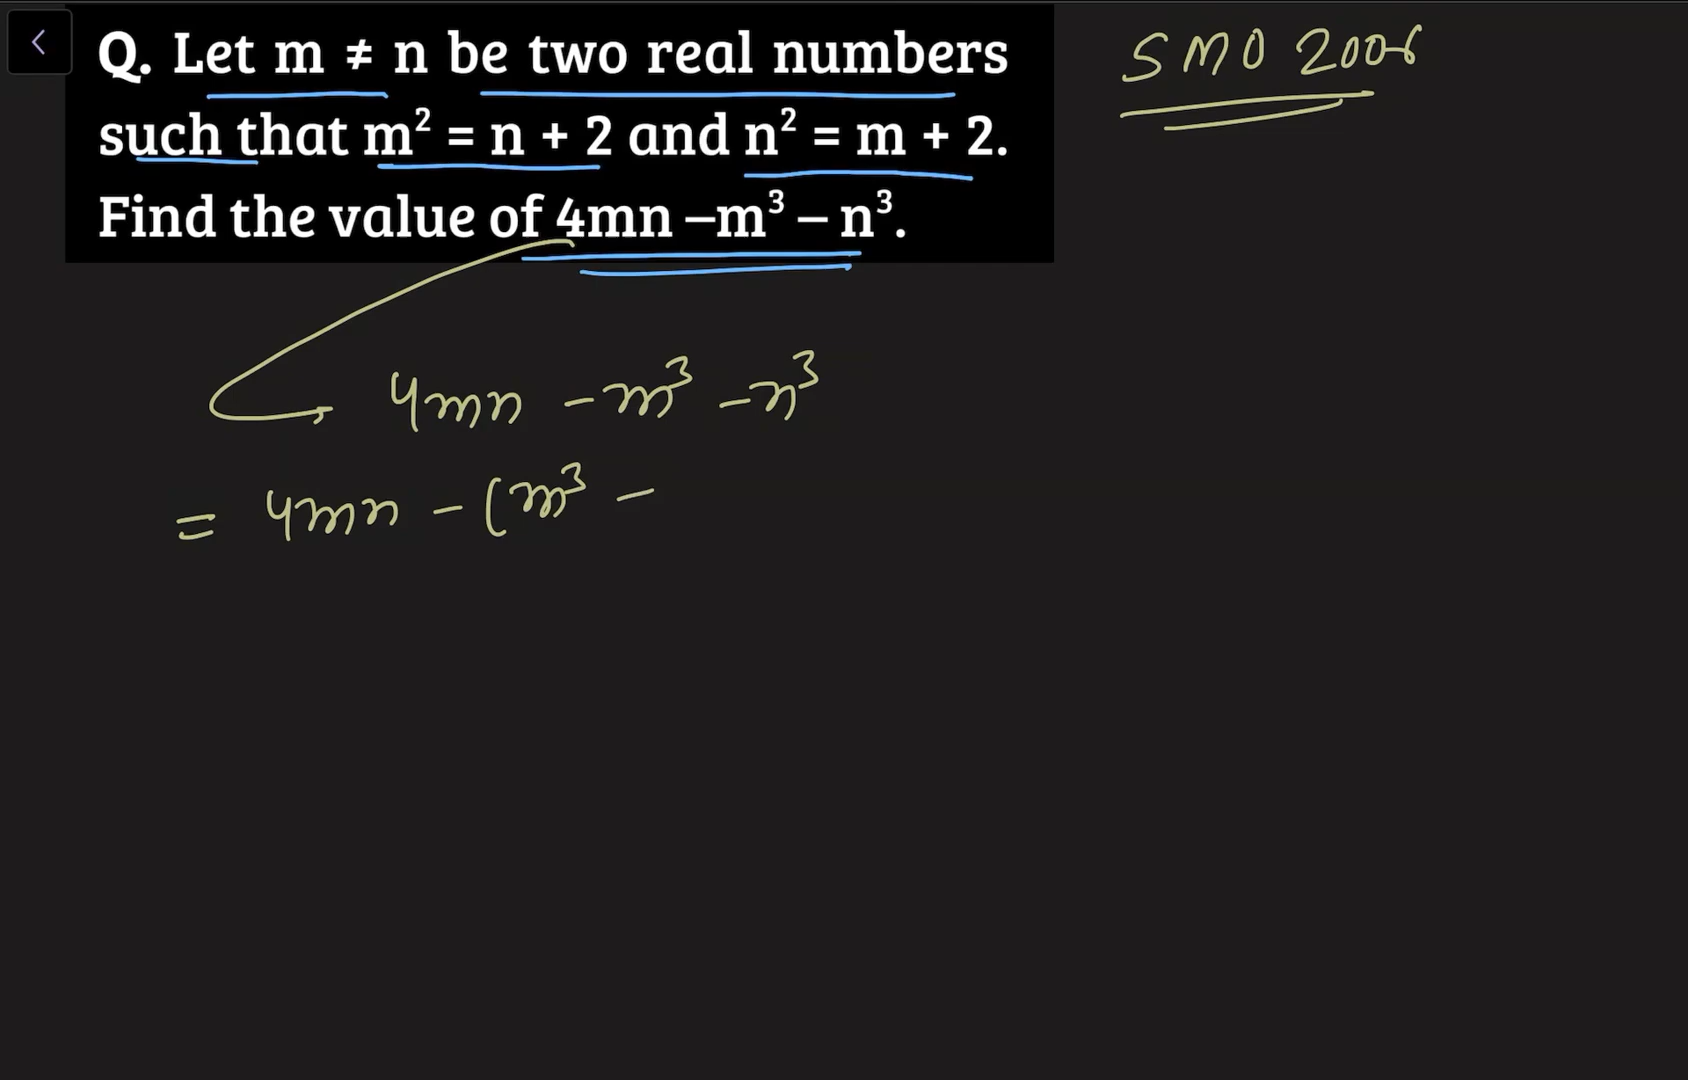 Q. Let m ≠ n be two real numbers
SMO 2006
such that m² = n + 2 and n² = m + 2.
Find the value of 4mn –m³ – n³.
4mn - m³ - n³
= 4mn - (m³ -